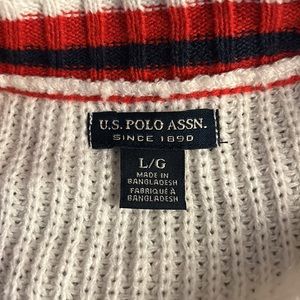 U.S. POLO ASSN.
SINCE 1890
L/G
MADE IN
BANGLADESH
FABRIQUÉ À
BANGLADESH